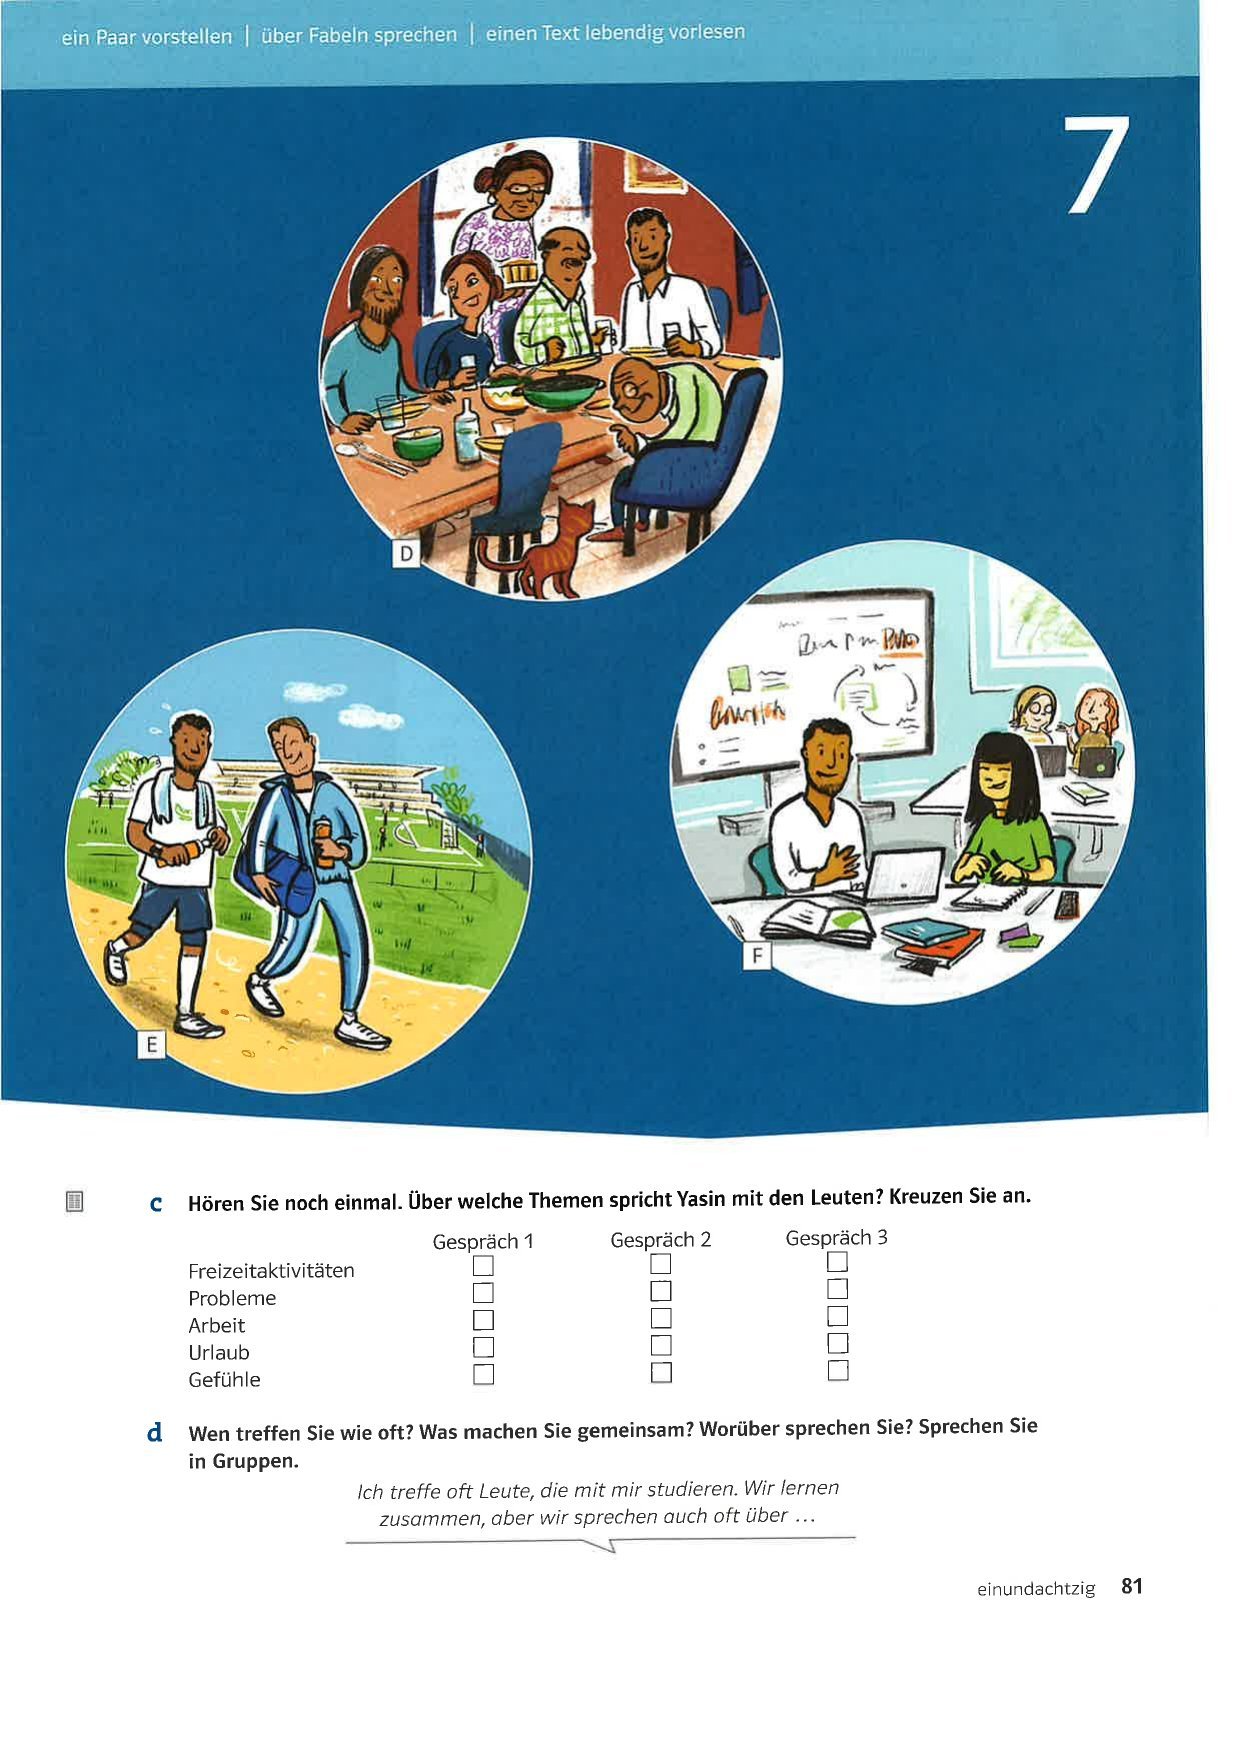 ein Paar vorstellen | über Fabeln sprechen | einen Text lebendig vorlesen
7
D
E
F
c Hören Sie noch einmal. Über welche Themen spricht Yasin mit den Leuten? Kreuzen Sie an.
Gespräch 1 Gespräch 2 Gespräch 3
Freizeitaktivitäten
Probleme
Arbeit
Urlaub
Gefühle
d Wen treffen Sie wie oft? Was machen Sie gemeinsam? Worüber sprechen Sie? Sprechen Sie
in Gruppen.
Ich treffe oft Leute, die mit mir studieren. Wir lernen
zusammen, aber wir sprechen auch oft über ...
einundachtzig 81